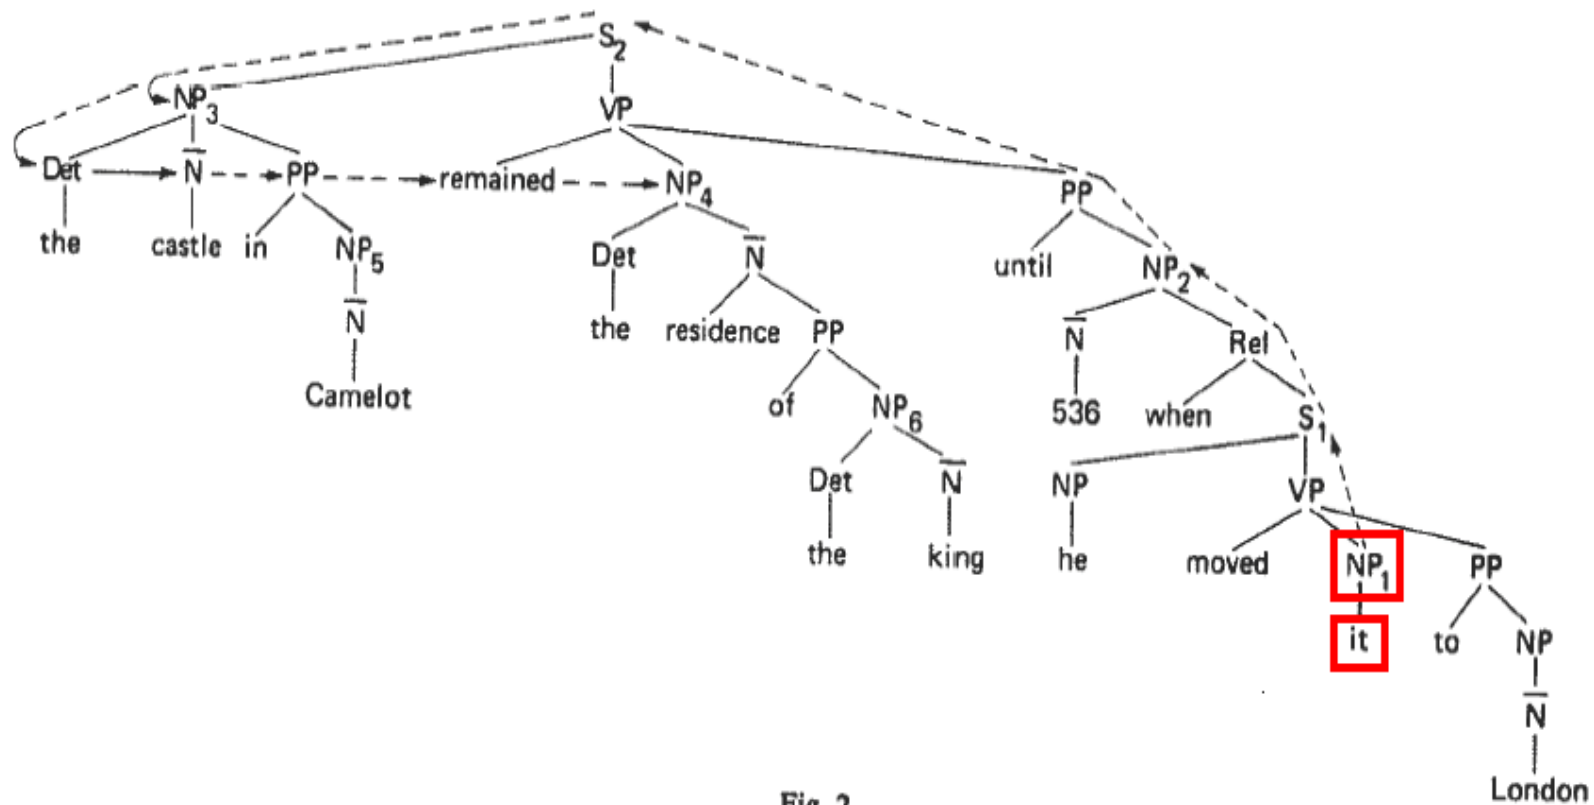 S2
NP3 VP
Det N̅ PP remained NP4 PP
the castle in NP5 Det N̅ until NP2
N̅ the residence PP N̅ Rel
Camelot of NP6 536 when S1
Det N̅ NP VP
the king he moved NP1 PP
it to NP
N̅
London